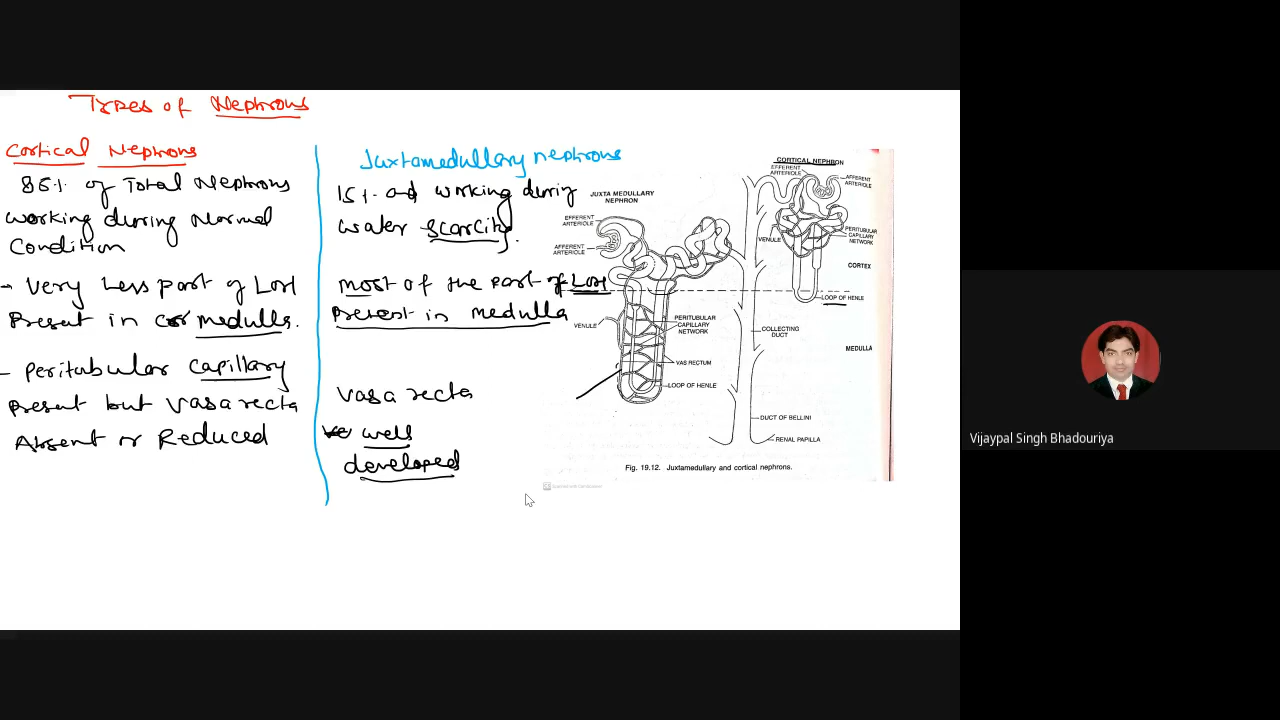 Types of Nephrons
Cortical Nephrons
85% of Total Nephrons
working during Normal
Condition
→ Very Less part of LoH
Present in cor medulla.
- Peritubular Capillary
Present but Vasa recta
Absent or Reduced
Juxtamedullary nephrons
15% and working during
water scarcity.
most of the part of LoH
Present in medulla
Vasa recta
well
developed
JUXTA MEDULLARY
NEPHRON
EFFERENT
ARTERIOLE
AFFERENT
ARTERIOLE
VENULE
PERITUBULAR
CAPILLARY
NETWORK
VAS RECTUM
LOOP OF HENLE
CORTICAL NEPHRON
EFFERENT
ARTERIOLE
AFFERENT
ARTERIOLE
VENULE
PERITUBULAR
CAPILLARY
NETWORK
CORTEX
LOOP OF HENLE
COLLECTING
DUCT
MEDULLA
DUCT OF BELLINI
RENAL PAPILLA
Fig. 19.12. Juxtamedullary and cortical nephrons.
CS Scanned with CamScanner
Vijaypal Singh Bhadouriya